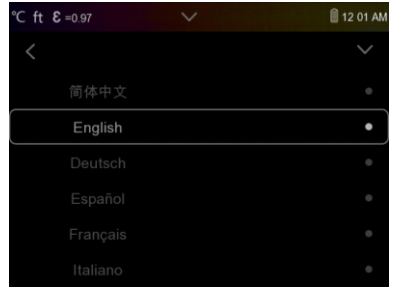 °C ft ε =0.97 12 01 AM
简体中文
English
Deutsch
Español
Français
Italiano